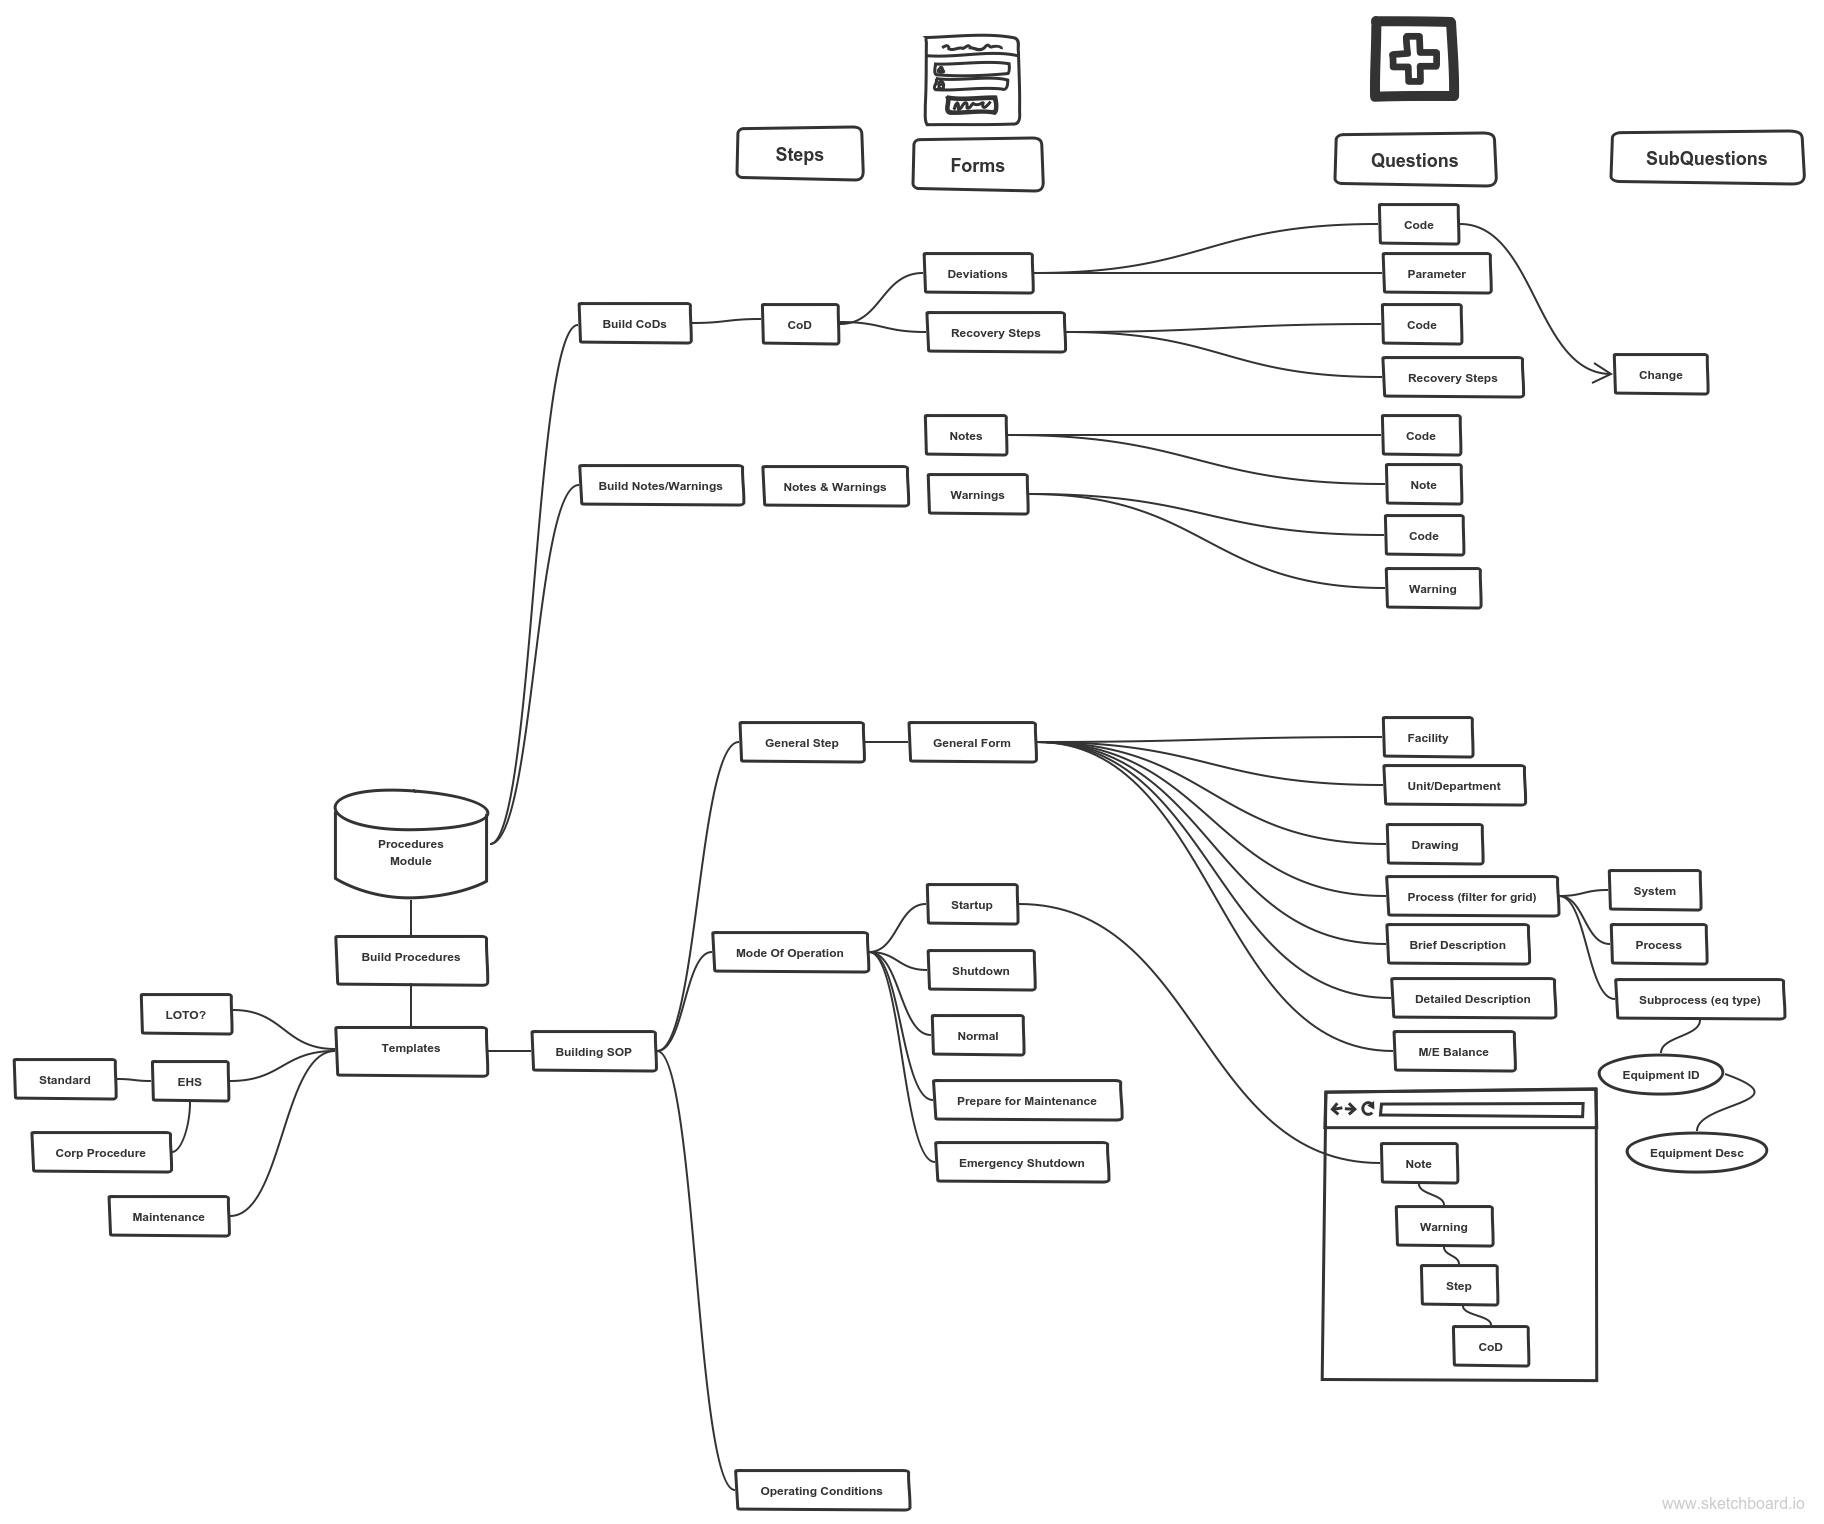 Steps
Forms
Questions
SubQuestions
Code
Deviations
Parameter
Build CoDs
CoD
Recovery Steps
Code
Recovery Steps
Change
Notes
Code
Build Notes/Warnings
Notes & Warnings
Warnings
Note
Code
Warning
General Step
General Form
Facility
Unit/Department
Procedures
Module
Drawing
Process (filter for grid)
System
Startup
Brief Description
Process
Mode Of Operation
Build Procedures
Shutdown
Detailed Description
Subprocess (eq type)
LOTO?
Normal
Templates
Building SOP
M/E Balance
Standard
EHS
Equipment ID
Prepare for Maintenance
Corp Procedure
Equipment Desc
Emergency Shutdown
Note
Maintenance
Warning
Step
CoD
Operating Conditions
www.sketchboard.io